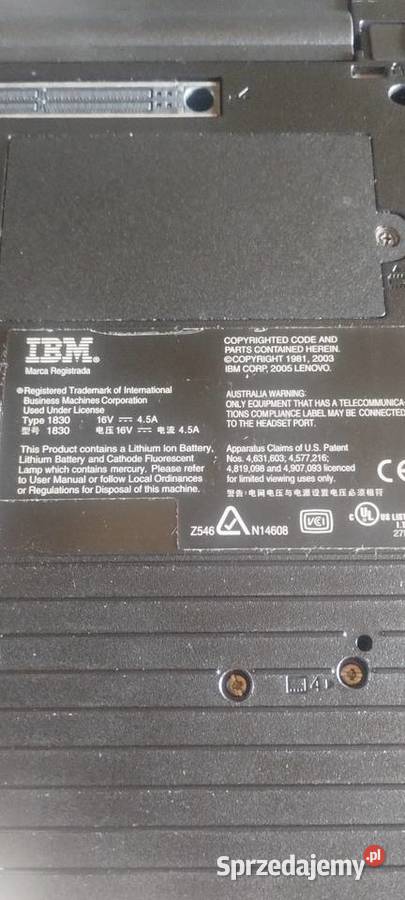 IBM®
Marca Registrada
®Registered Trademark of International
Business Machines Corporation
Used Under License
Type 1830 16V ⎓ 4.5A
型号 1830 电压 16V ⎓ 电流 4.5A
This Product contains a Lithium Ion Battery,
Lithium Battery and Cathode Fluorescent
Lamp which contains mercury. Please refer
to User Manual or follow Local Ordinances
or Regulations for Disposal of this machine.
COPYRIGHTED CODE AND
PARTS CONTAINED HEREIN.
©COPYRIGHT 1981, 2003
IBM CORP, 2005 LENOVO.
AUSTRALIA WARNING:
ONLY EQUIPMENT THAT HAS A TELECOMMUNICA-
TIONS COMPLIANCE LABEL MAY BE CONNECTED
TO THE HEADSET PORT.
Apparatus Claims of U.S. Patent
Nos. 4,631,603; 4,577,216;
4,819,098 and 4,907,093 licenced
for limited viewing uses only.
警告: 电网电压与电源设置电压必须相符
CE
Z546 N14608
VCI
c UL US LIST
I.T
4
Sprzedajemy.pl